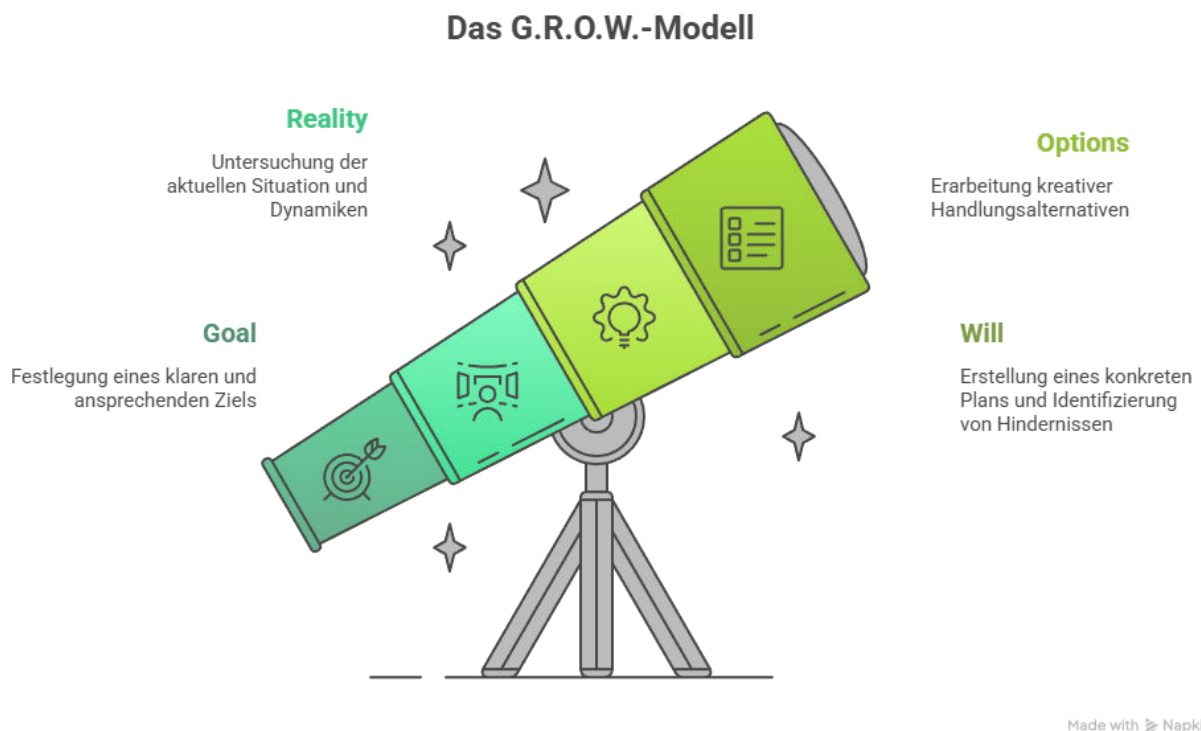 Das G.R.O.W.-Modell
Reality
Untersuchung der
aktuellen Situation und
Dynamiken
Goal
Festlegung eines klaren und
ansprechenden Ziels
Options
Erarbeitung kreativer
Handlungsalternativen
Will
Erstellung eines konkreten
Plans und Identifizierung
von Hindernissen
Made with